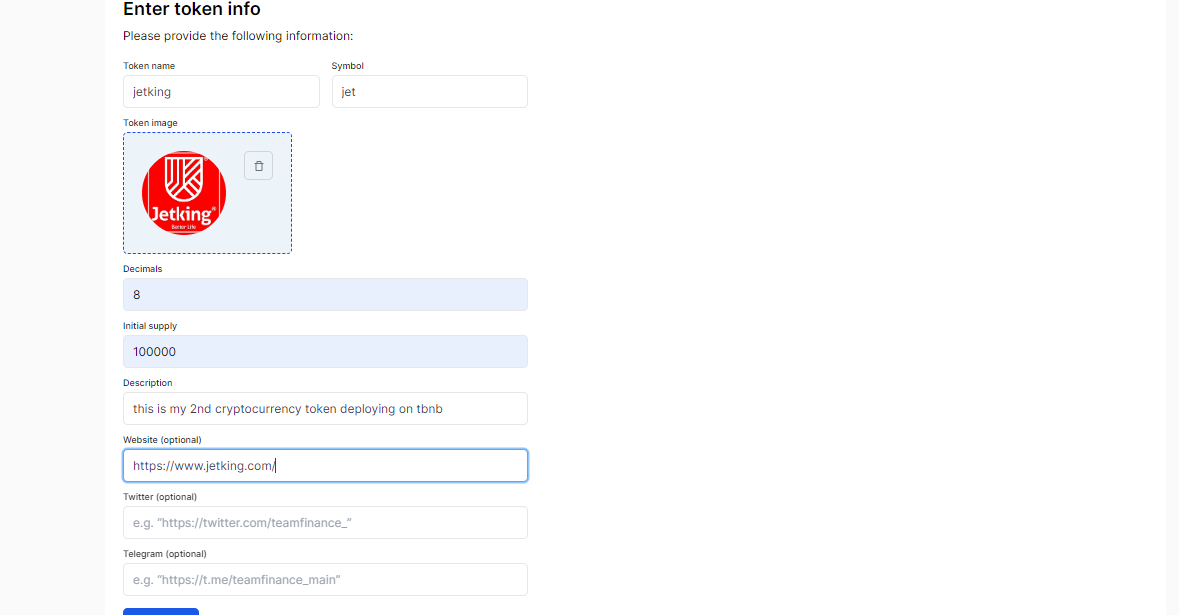 Enter token info
Please provide the following information:
Token name Symbol
jetking jet
Token image
Jetking®
Better Life
Decimals
8
Initial supply
100000
Description
this is my 2nd cryptocurrency token deploying on tbnb
Website (optional)
https://www.jetking.com/
Twitter (optional)
e.g. "https://twitter.com/teamfinance_"
Telegram (optional)
e.g. "https://t.me/teamfinance_main"